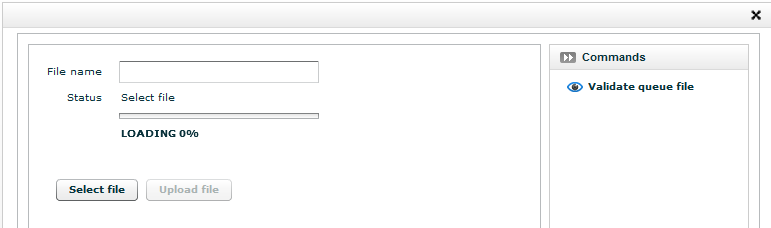 File name
Status Select file
LOADING 0%
Select file Upload file
Commands
Validate queue file